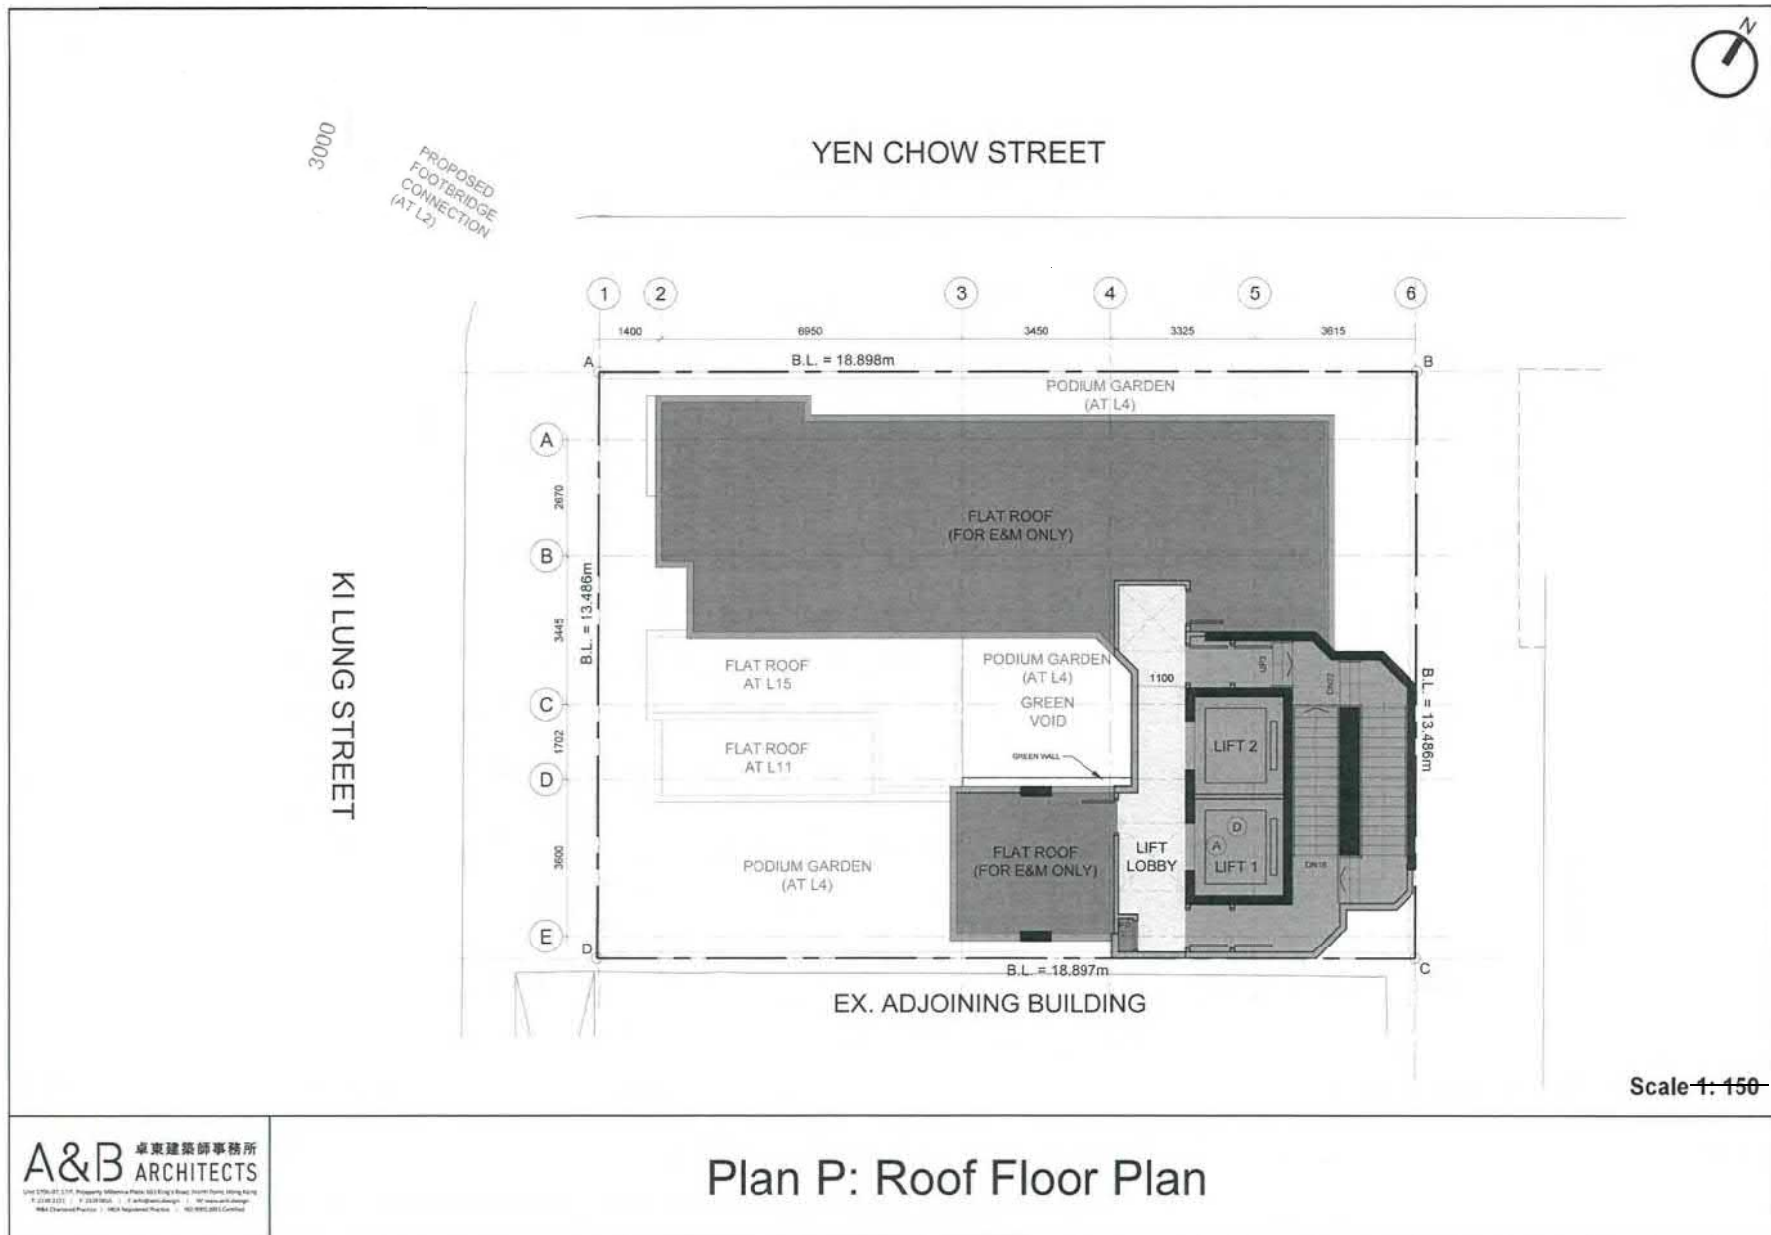 N
YEN CHOW STREET
3000
PROPOSED
FOOTBRIDGE
CONNECTION
(AT L2)
1
2
3
4
5
6
1400
6950
3450
3325
3615
A
B.L. = 18.898m
B
PODIUM GARDEN
(AT L4)
A
2670
FLAT ROOF
(FOR E&M ONLY)
B
B.L. = 13.486m
KI LUNG STREET
3445
FLAT ROOF
AT L15
PODIUM GARDEN
(AT L4)
GREEN
VOID
1100
UP3
DN22
B.L. = 13.486m
C
1702
FLAT ROOF
AT L11
GREEN WALL
LIFT 2
D
3600
PODIUM GARDEN
(AT L4)
FLAT ROOF
(FOR E&M ONLY)
LIFT
LOBBY
D
A
LIFT 1
E
D
B.L. = 18.897m
C
EX. ADJOINING BUILDING
Scale 1: 150
A&B 卓東建築師事務所
ARCHITECTS
Plan P: Roof Floor Plan